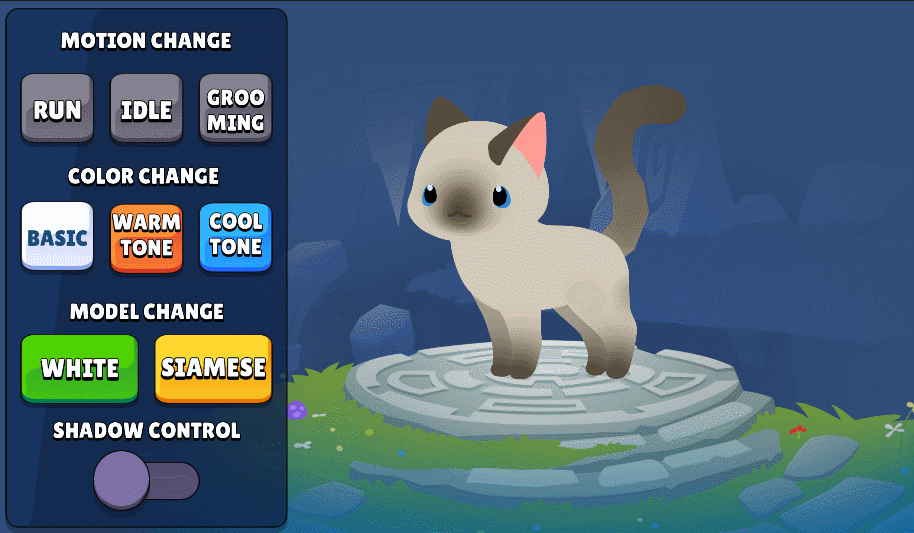 MOTION CHANGE
RUN
IDLE
GROO
MING
COLOR CHANGE
BASIC
WARM
TONE
COOL
TONE
MODEL CHANGE
WHITE
SIAMESE
SHADOW CONTROL